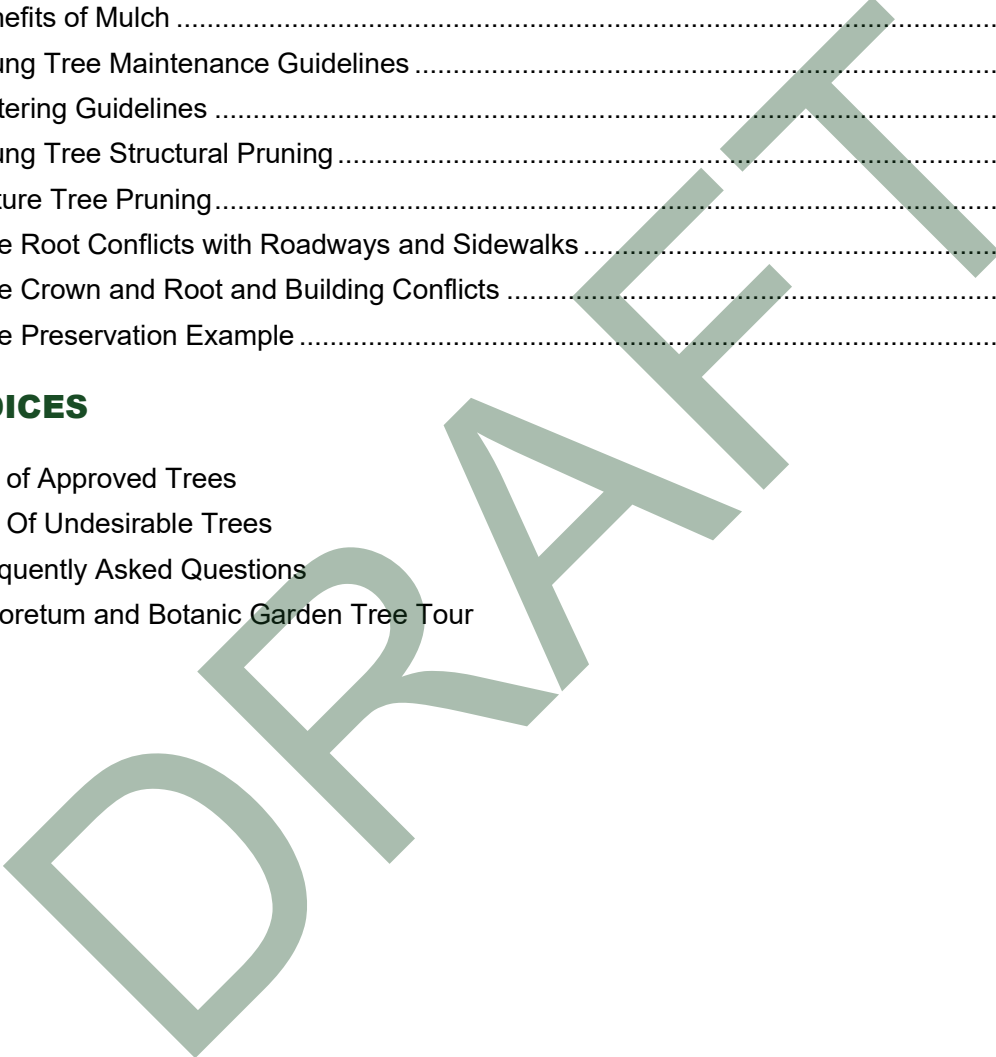 nefits of Mulch ........................................................................................................
ung Tree Maintenance Guidelines ........................................................................
tering Guidelines ...................................................................................................
ung Tree Structural Pruning ...................................................................................
ture Tree Pruning ...................................................................................................
e Root Conflicts with Roadways and Sidewalks ....................................................
e Crown and Root and Building Conflicts ..............................................................
e Preservation Example ........................................................................................
DICES
of Approved Trees
Of Undesirable Trees
quently Asked Questions
oretum and Botanic Garden Tree Tour
DRAFT